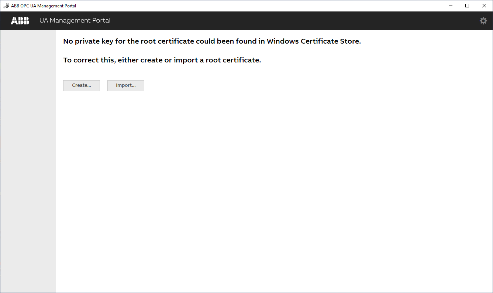 ABB OPC UA Management Portal
ABB UA Management Portal
No private key for the root certificate could been found in Windows Certificate Store.
To correct this, either create or import a root certificate.
Create... Import...